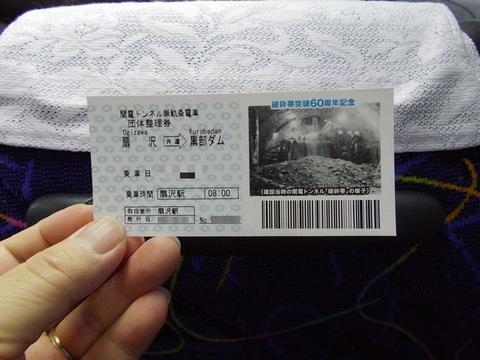 関電トンネル無軌条電車
団体整理券
Ogizawa Kurobedam
扇沢 片道 黒部ダム
乗車日
乗車時間 扇沢駅 08:00
取扱箇所 扇沢駅
発行日 No
破砕帯突破60周年記念
(建設当時の関電トンネル「破砕帯」の様子)